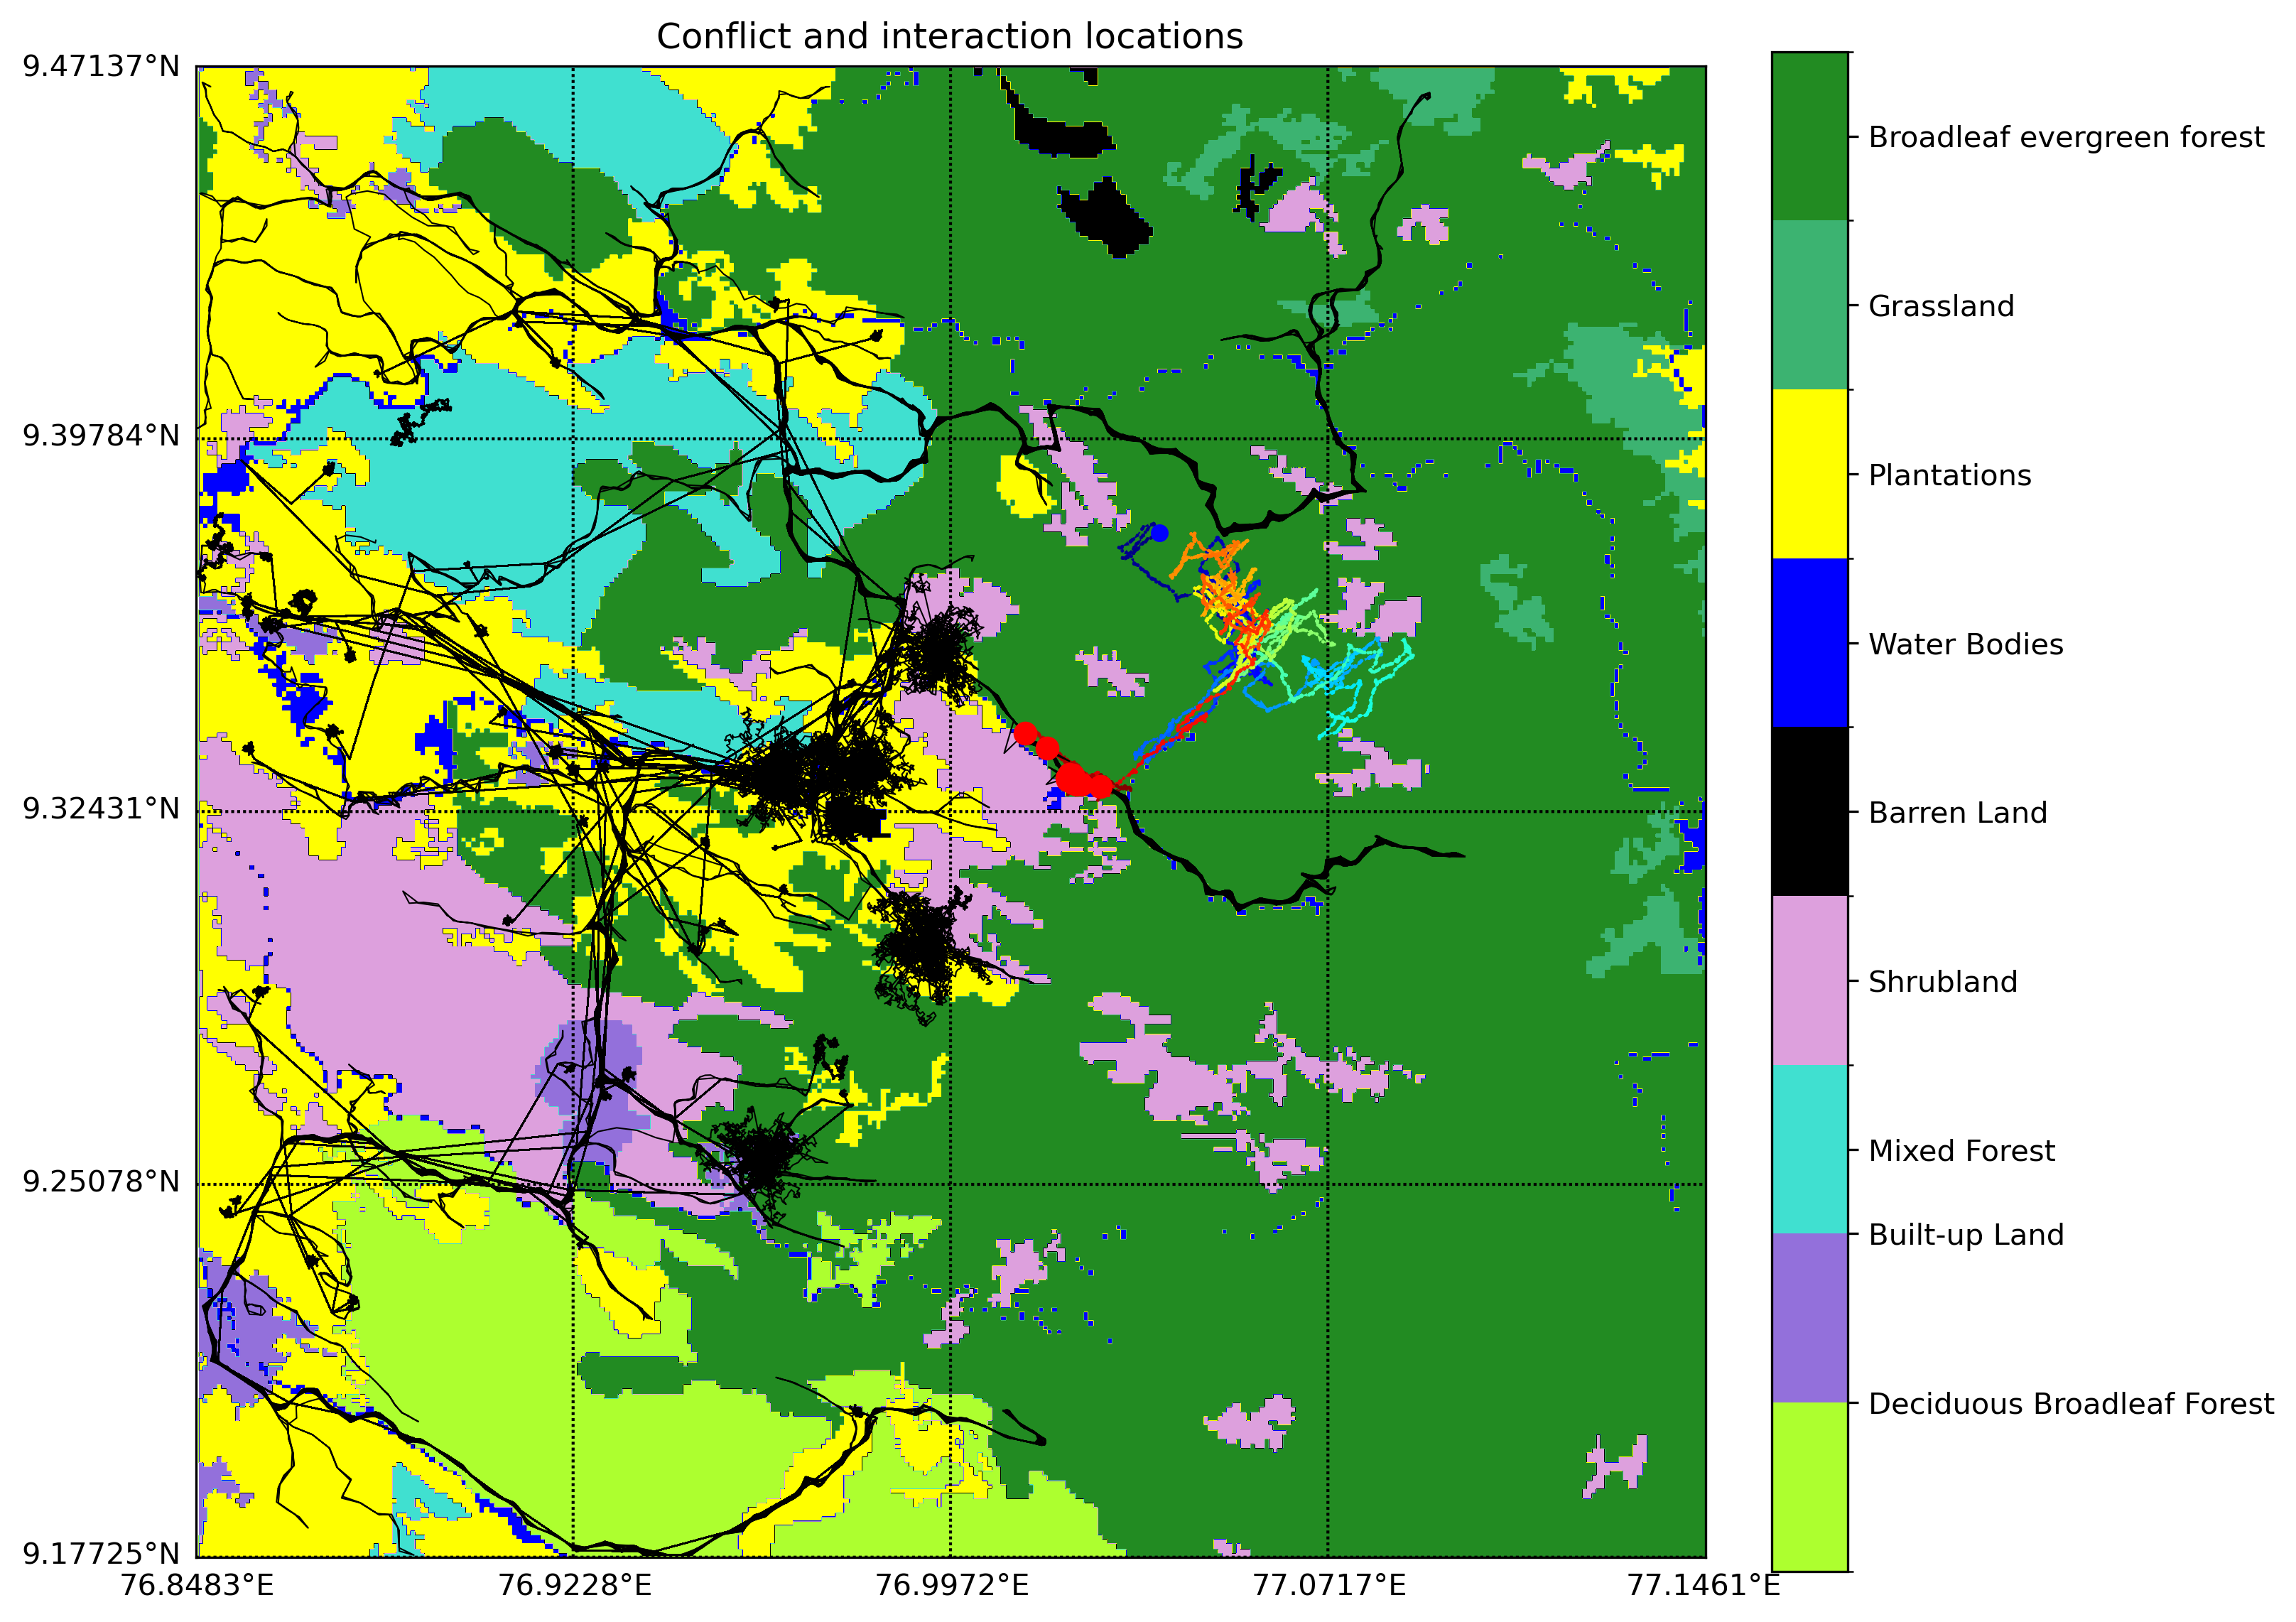 Conflict and interaction locations
9.47137°N
9.39784°N
9.32431°N
9.25078°N
9.17725°N
76.8483°E
76.9228°E
76.9972°E
77.0717°E
77.1461°E
Broadleaf evergreen forest
Grassland
Plantations
Water Bodies
Barren Land
Shrubland
Mixed Forest
Built-up Land
Deciduous Broadleaf Forest